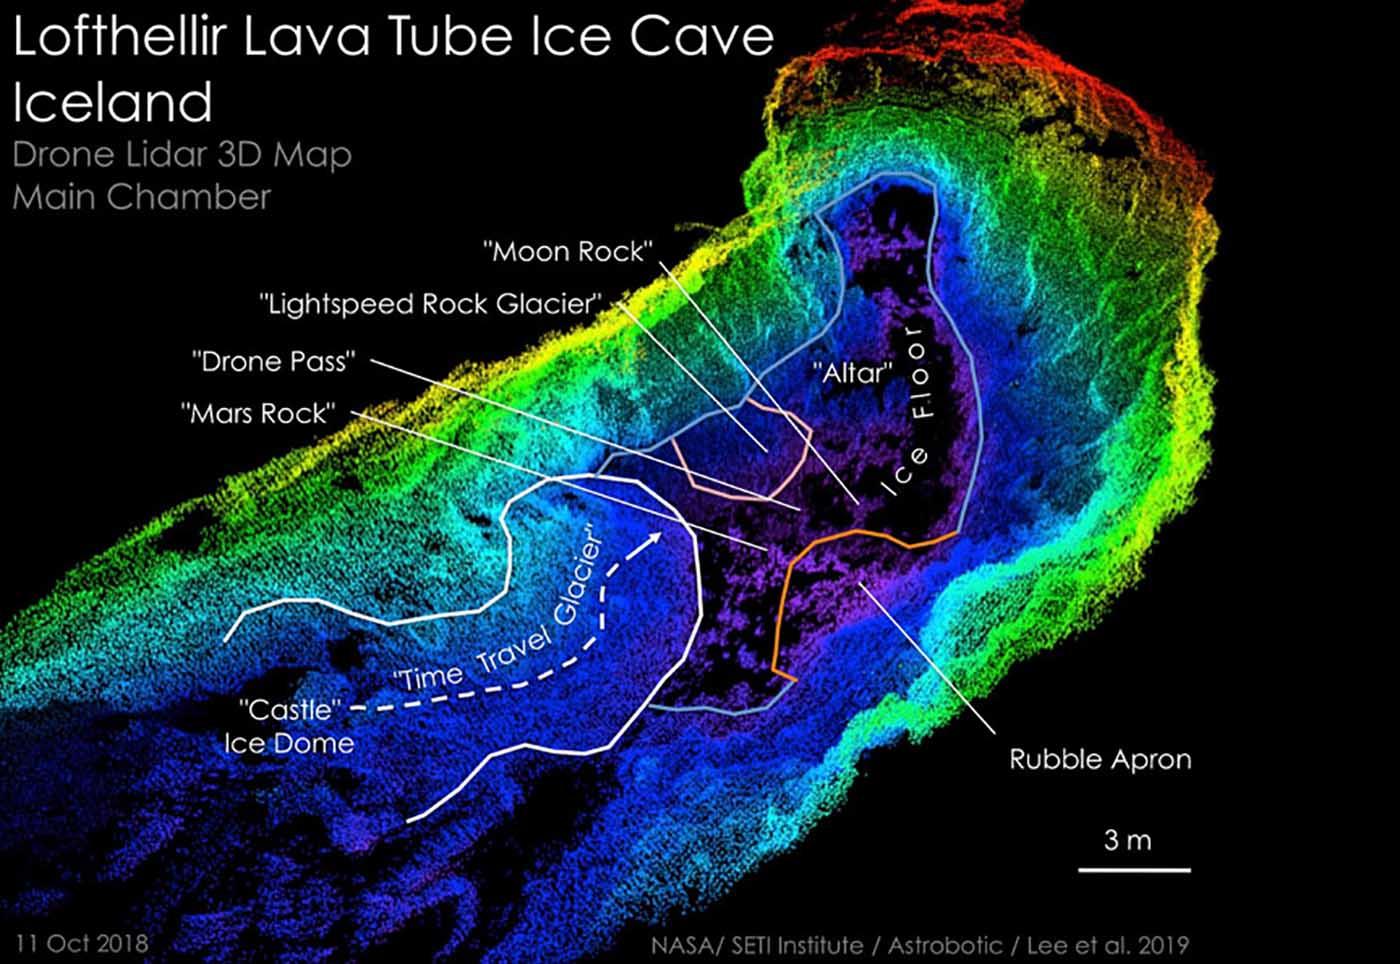 Lofthellir Lava Tube Ice Cave
Iceland
Drone Lidar 3D Map
Main Chamber
"Moon Rock"
"Lightspeed Rock Glacier"
"Drone Pass"
"Mars Rock"
"Altar"
Ice Floor
"Time Travel Glacier"
"Castle"
Ice Dome
Rubble Apron
3 m
11 Oct 2018
NASA/ SETI Institute / Astrobotic / Lee et al. 2019